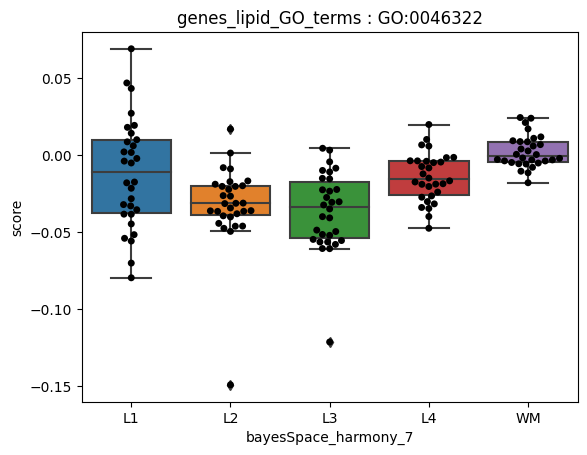 genes_lipid_GO_terms : GO:0046322
score
0.05
0.00
−0.05
−0.10
−0.15
L1 L2 L3 L4 WM
bayesSpace_harmony_7